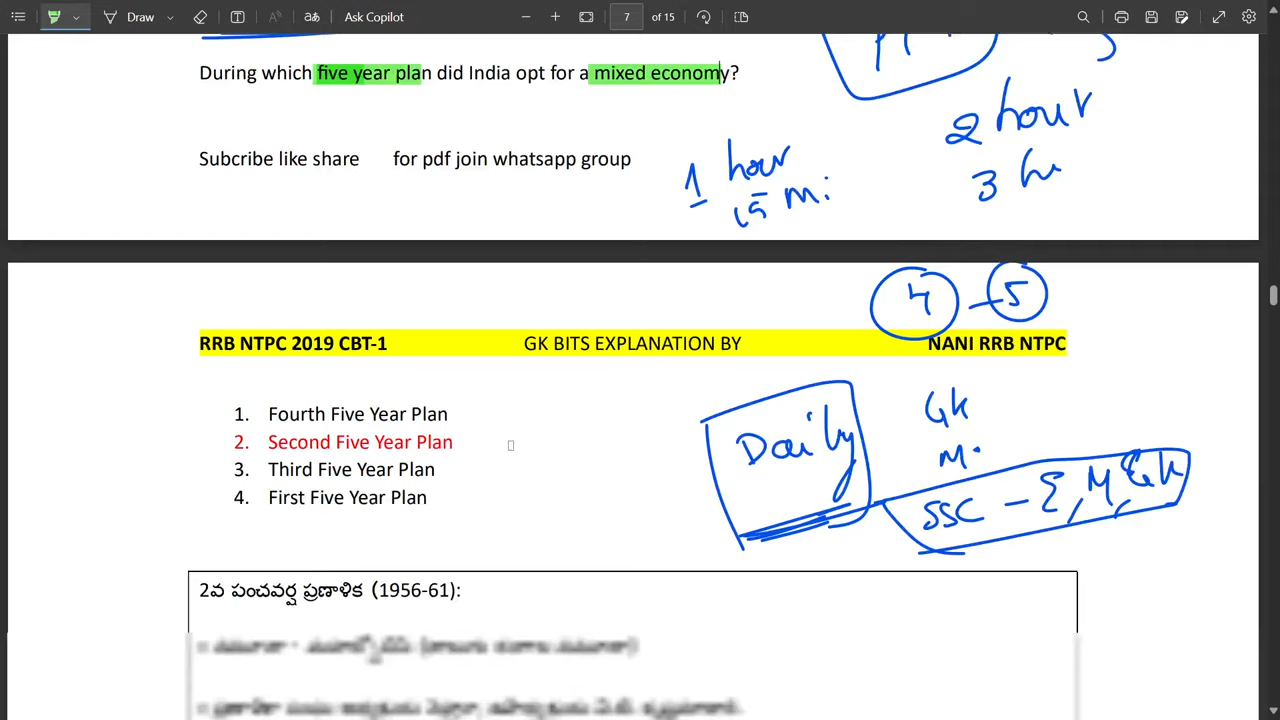 Draw
Ask Copilot
7 of 15
During which five year plan did India opt for a mixed economy?
2 hour
3 hr
Subcribe like share for pdf join whatsapp group
1 hour
15 m.
4 - 5
RRB NTPC 2019 CBT-1 GK BITS EXPLANATION BY NANI RRB NTPC
1. Fourth Five Year Plan
2. Second Five Year Plan
3. Third Five Year Plan
4. First Five Year Plan
Daily
GK
M.
SSC - E, M, GK
2వ పంచవర్ష ప్రణాళిక (1956-61):